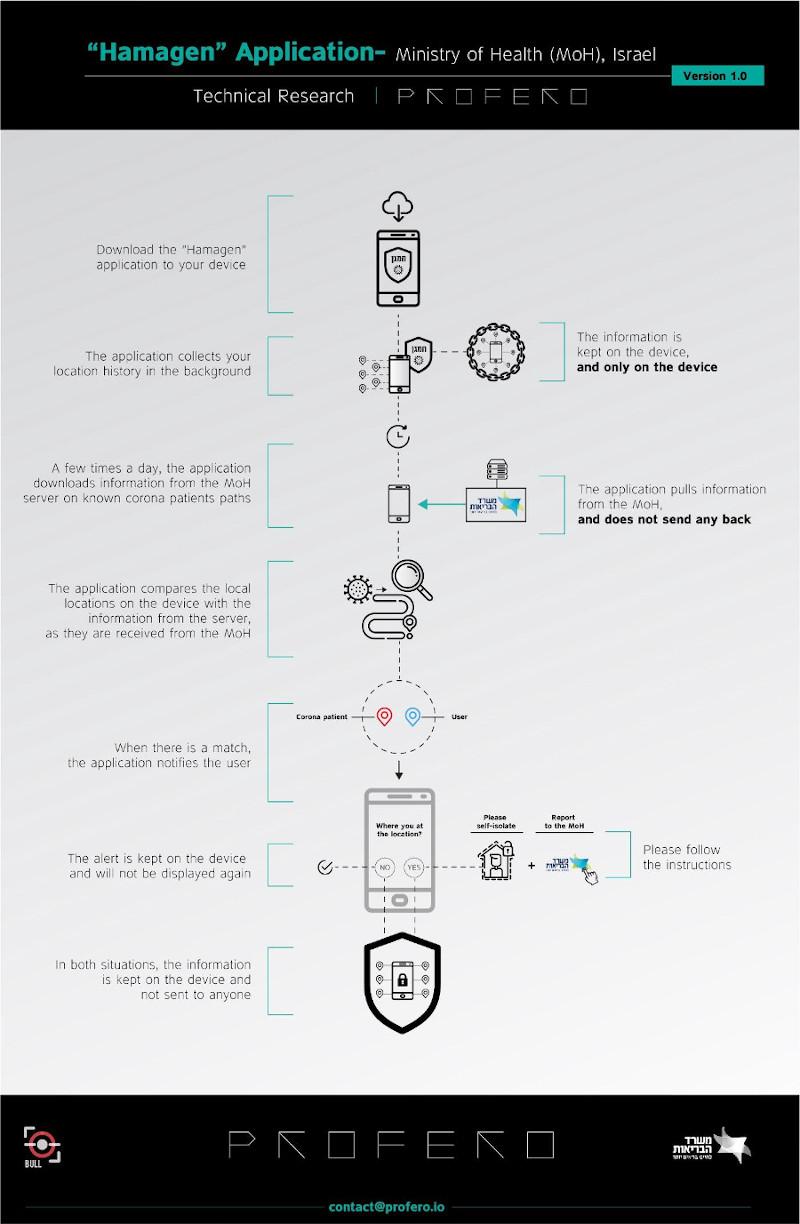 “Hamagen” Application- Ministry of Health (MoH), Israel
Version 1.0
Technical Research | PROFERO
Download the "Hamagen"
application to your device
המגן
The application collects your
location history in the background
המגן
The information is
kept on the device,
and only on the device
A few times a day, the application
downloads information from the MoH
server on known corona patients paths
משרד
הבריאות
The application pulls information
from the MoH,
and does not send any back
The application compares the local
locations on the device with the
information from the server,
as they are received from the MoH
Corona patient
User
When there is a match,
the application notifies the user
Where you at
the location?
NO
YES
Please
self-isolate
+
Report
to the MoH
משרד
הבריאות
Please follow
the instructions
The alert is kept on the device
and will not be displayed again
In both situations, the information
is kept on the device and
not sent to anyone
BULL
PROFERO
משרד
הבריאות
לחיים בריאים יותר
contact@profero.io